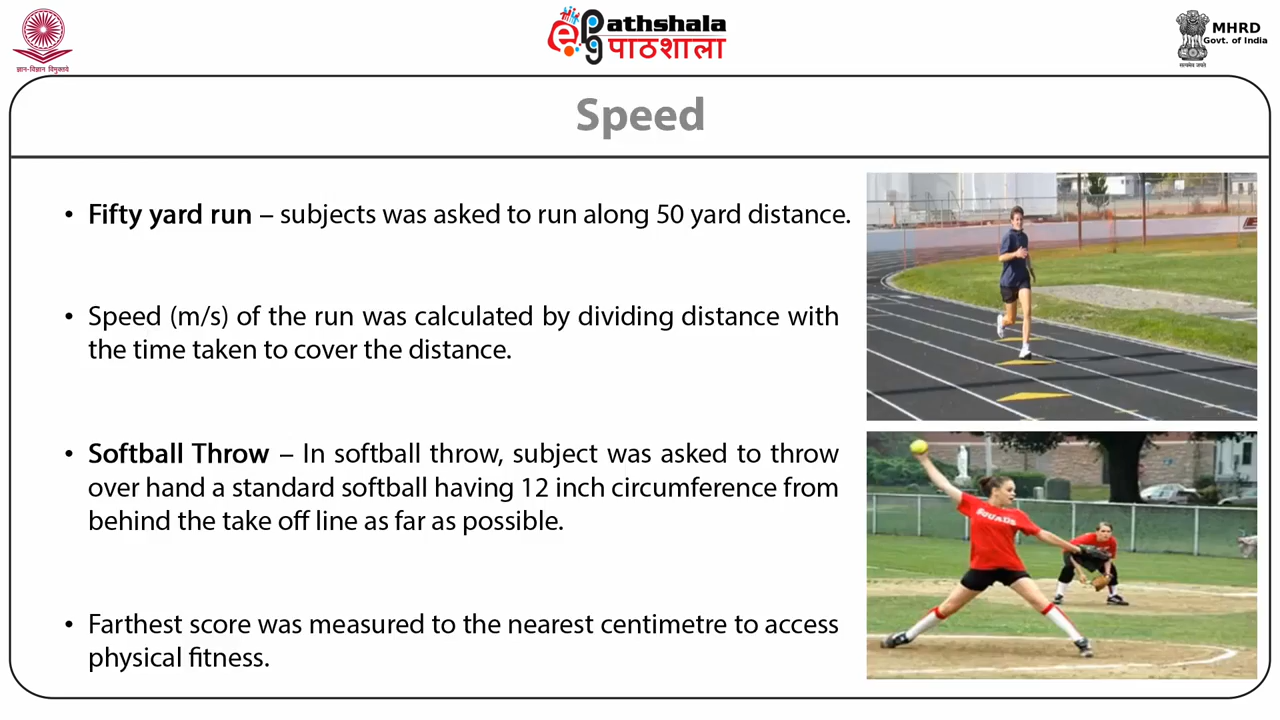 ज्ञान-विज्ञान विमुक्तये
epathshala
पाठशाला
MHRD
Govt. of India
सत्यमेव जयते
Speed
• Fifty yard run – subjects was asked to run along 50 yard distance.
• Speed (m/s) of the run was calculated by dividing distance with
the time taken to cover the distance.
• Softball Throw – In softball throw, subject was asked to throw
over hand a standard softball having 12 inch circumference from
behind the take off line as far as possible.
• Farthest score was measured to the nearest centimetre to access
physical fitness.